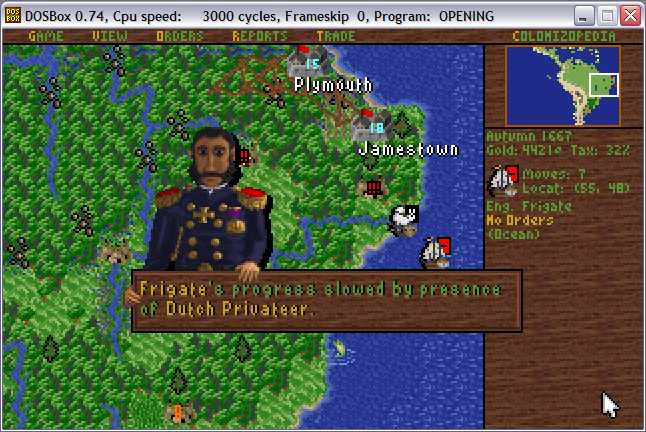 DOSBox 0.74, Cpu speed: 3000 cycles, Frameskip 0, Program: OPENING
GAME VIEW ORDERS REPORTS TRADE COLONIZOPEDIA
15
Plymouth
18
Jamestown
Autumn 1667
Gold: 4421¢ Tax: 32%
Moves: 7
Locat: (55, 48)
Eng. Frigate
No Orders
(Ocean)
Frigate's progress slowed by presence
of Dutch Privateer.